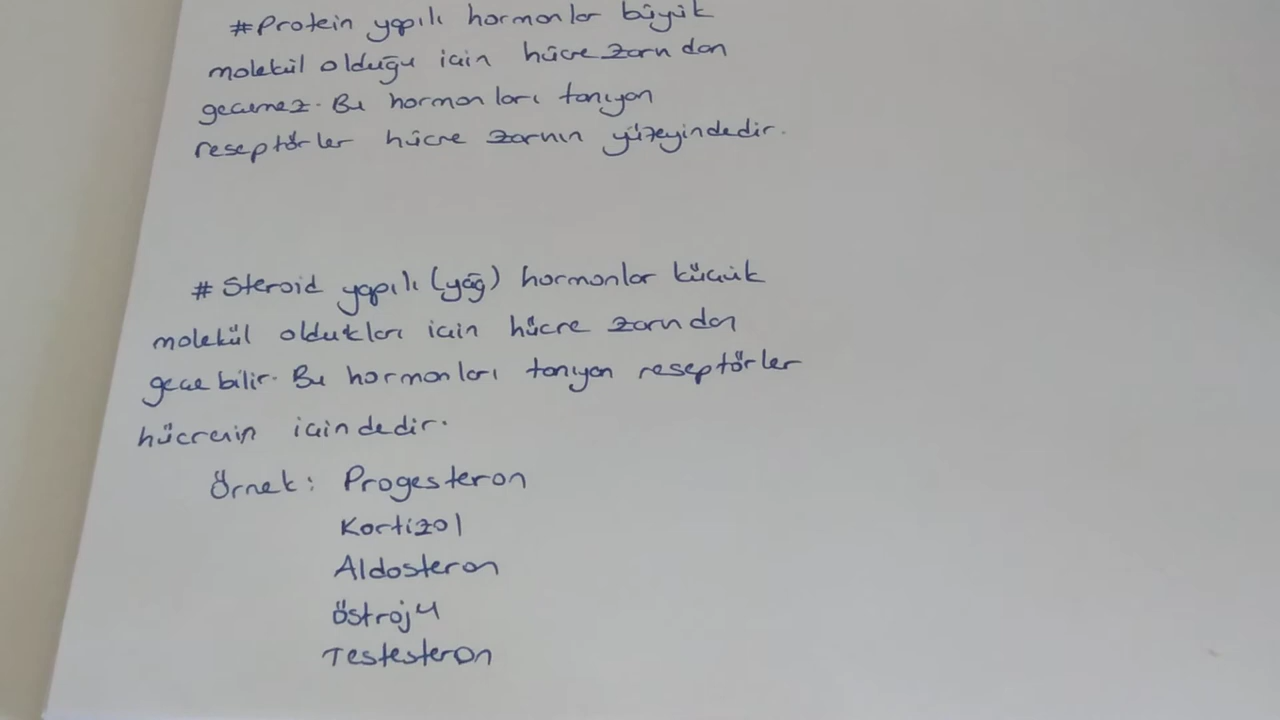 #Protein yapılı hormonlar büyük
molekül olduğu için hücre zarından
geçemez. Bu hormonları tanıyan
reseptörler hücre zarının yüzeyindedir.
# Steroid yapılı (yağ) hormonlar küçük
molekül oldukları için hücre zarından
geçebilir. Bu hormonları tanıyan reseptörler
hücrenin içindedir.
Örnek: Progesteron
Kortizol
Aldosteron
Östrojen
Testesteron